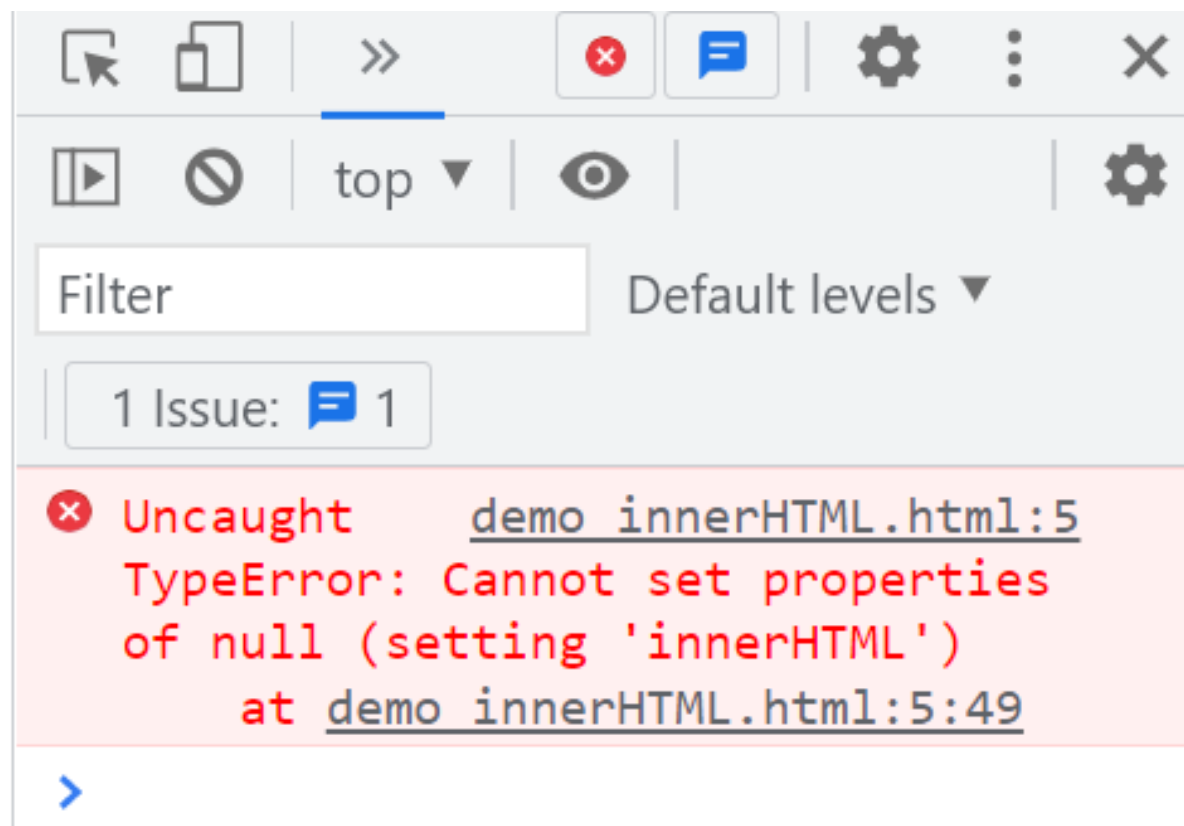 top
Filter Default levels
1 Issue: 1
Uncaught demo innerHTML.html:5
TypeError: Cannot set properties
of null (setting 'innerHTML')
at demo innerHTML.html:5:49